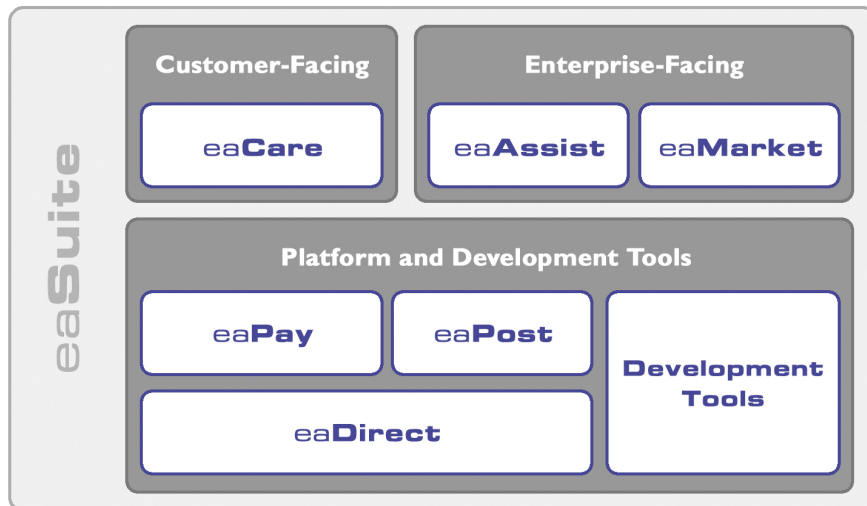 eaSuite
Customer-Facing
eaCare
Enterprise-Facing
eaAssist
eaMarket
Platform and Development Tools
eaPay
eaPost
eaDirect
Development
Tools